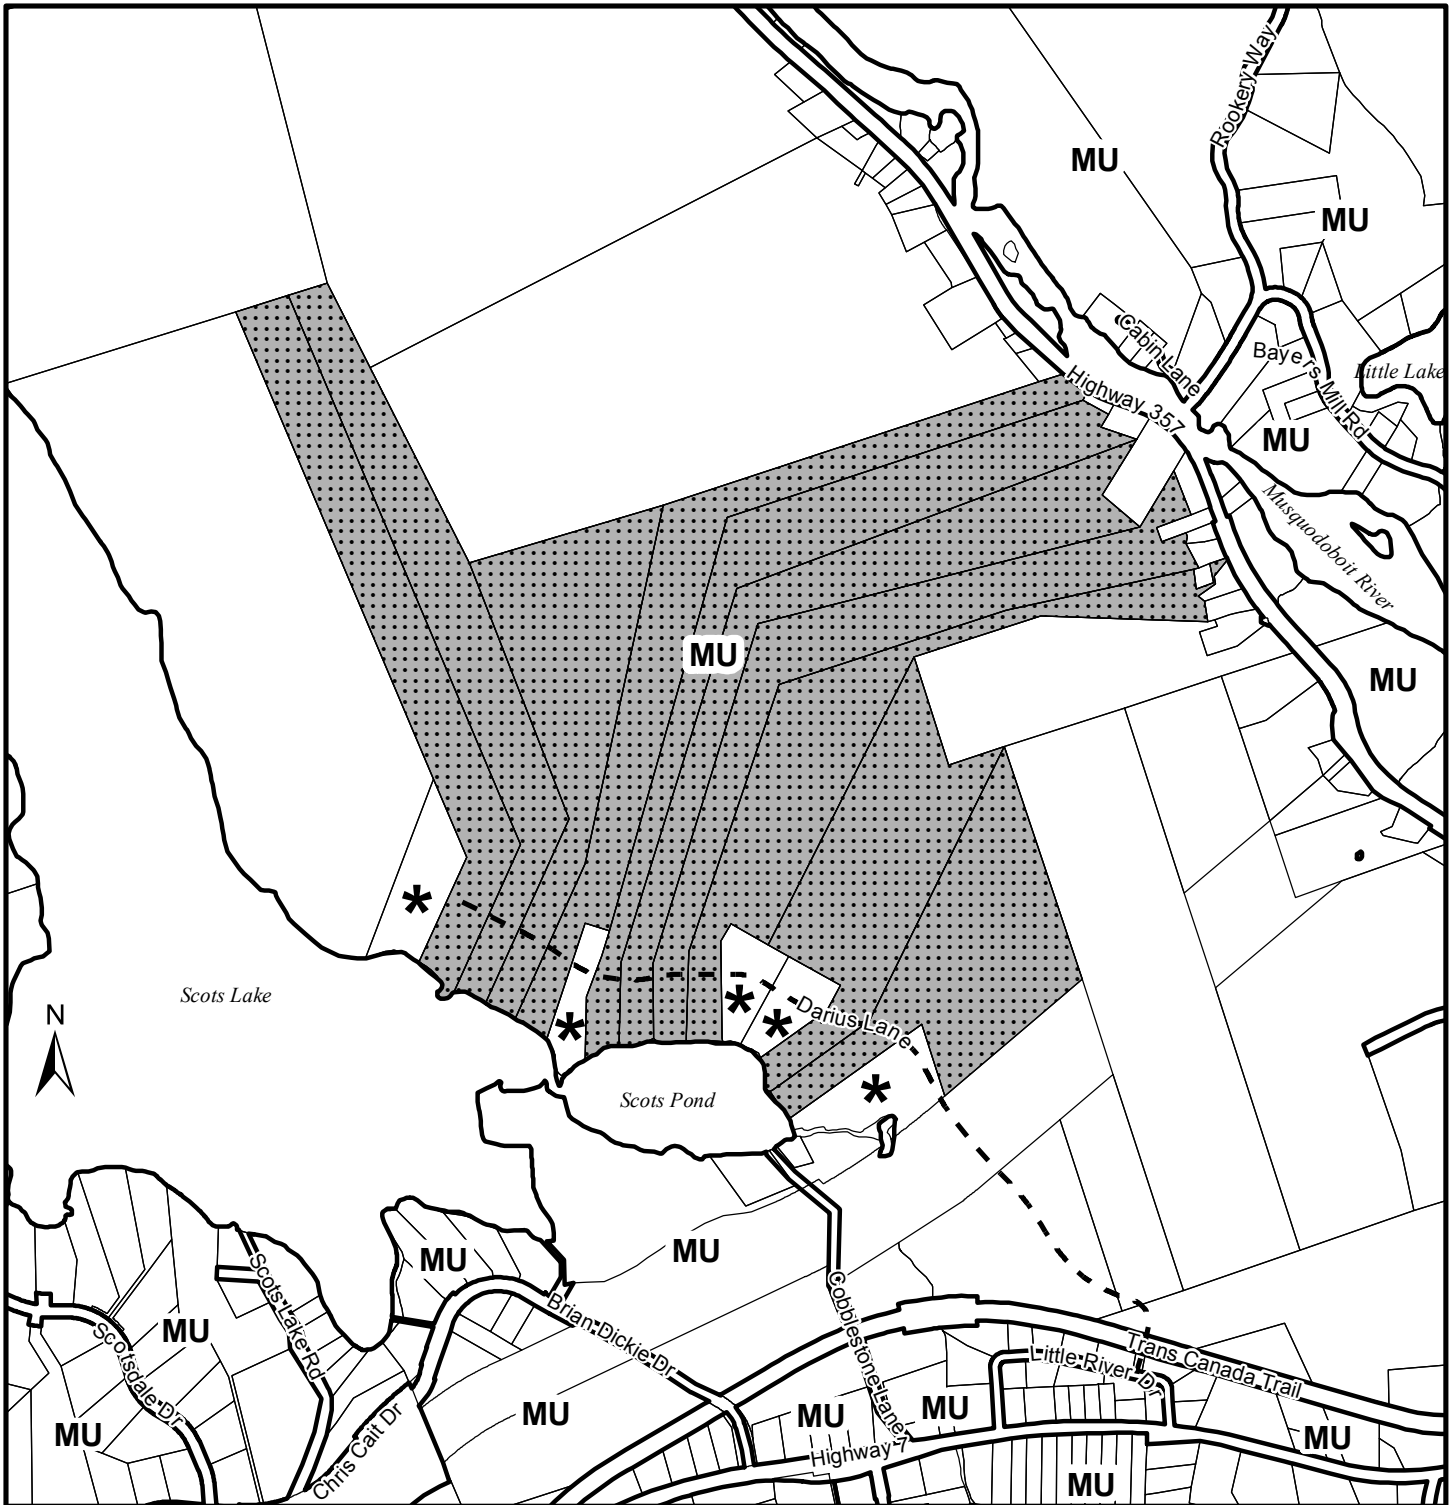 Rookery Way
MU
MU
Cabin Lane
Bayers Mill Rd
Little Lake
Highway 357
MU
Musquodoboit River
MU
MU
*
Scots Lake
*
*
*
Darius Lane
N
*
Scots Pond
MU
MU
Scots Lake Rd
Cobblestone Lane
Brian Dickie Dr
MU
Scotsdale Dr
Trans Canada Trail
Little River Dr
MU
MU
MU
MU
MU
Chris Cait Dr
Highway 7
MU